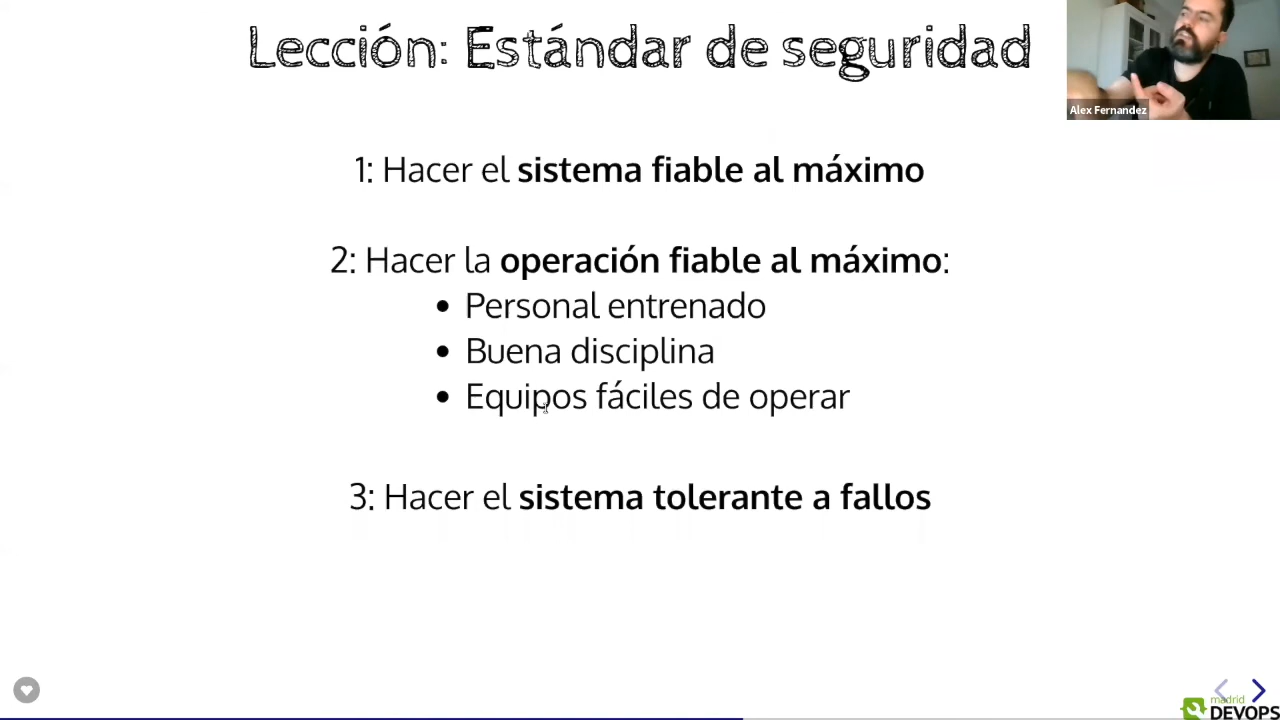 Lección: Estándar de seguridad
Alex Fernandez
1: Hacer el sistema fiable al máximo
2: Hacer la operación fiable al máximo:
• Personal entrenado
• Buena disciplina
• Equipos fáciles de operar
3: Hacer el sistema tolerante a fallos
madrid
DEVOPS